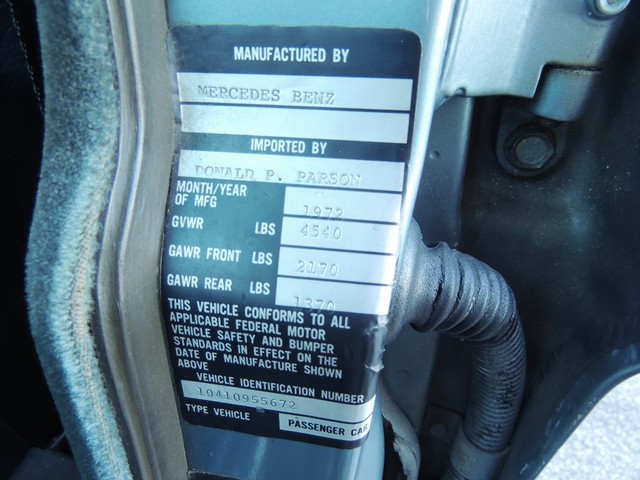 MANUFACTURED BY
MERCEDES BENZ
IMPORTED BY
DONALD P. PARSON
MONTH/YEAR
OF MFG 1972
GVWR LBS 4540
GAWR FRONT LBS 2170
GAWR REAR LBS 1370
THIS VEHICLE CONFORMS TO ALL
APPLICABLE FEDERAL MOTOR
VEHICLE SAFETY AND BUMPER
STANDARDS IN EFFECT ON THE
DATE OF MANUFACTURE SHOWN
ABOVE
VEHICLE IDENTIFICATION NUMBER
10410955672
TYPE VEHICLE PASSENGER CAR